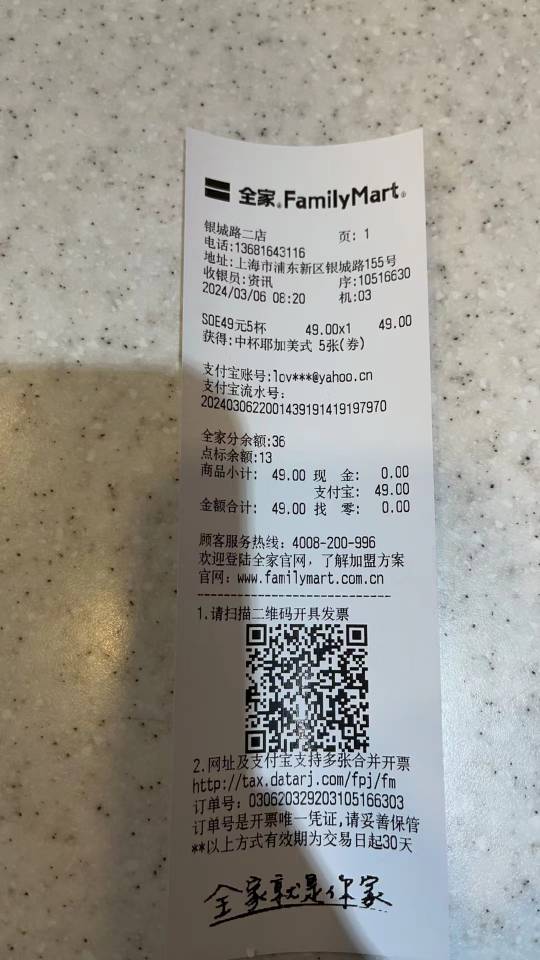 全家 FamilyMart
银城路二店 页: 1
电话:13681643116
地址:上海市浦东新区银城路155号
收银员:资讯 序:10516630
2024/03/06 08:20 机:03
SOE49元5杯 49.00x1 49.00
获得:中杯耶加美式 5张(券)
支付宝账号:lov***@yahoo.cn
支付宝流水号:
2024030622001439191419197970
全家分余额:36
点标余额:13
商品小计: 49.00 现 金: 0.00
支付宝: 49.00
金额合计: 49.00 找 零: 0.00
顾客服务热线: 4008-200-996
欢迎登陆全家官网，了解加盟方案
官网：www.familymart.com.cn
------------------------------
1.请扫描二维码开具发票
2.网址及支付宝支持多张合并开票
http://tax.datarj.com/fpj/fm
订单号: 030620329203105166303
订单号是开票唯一凭证,请妥善保管
**以上方式有效期为交易日起30天
全家就是你家